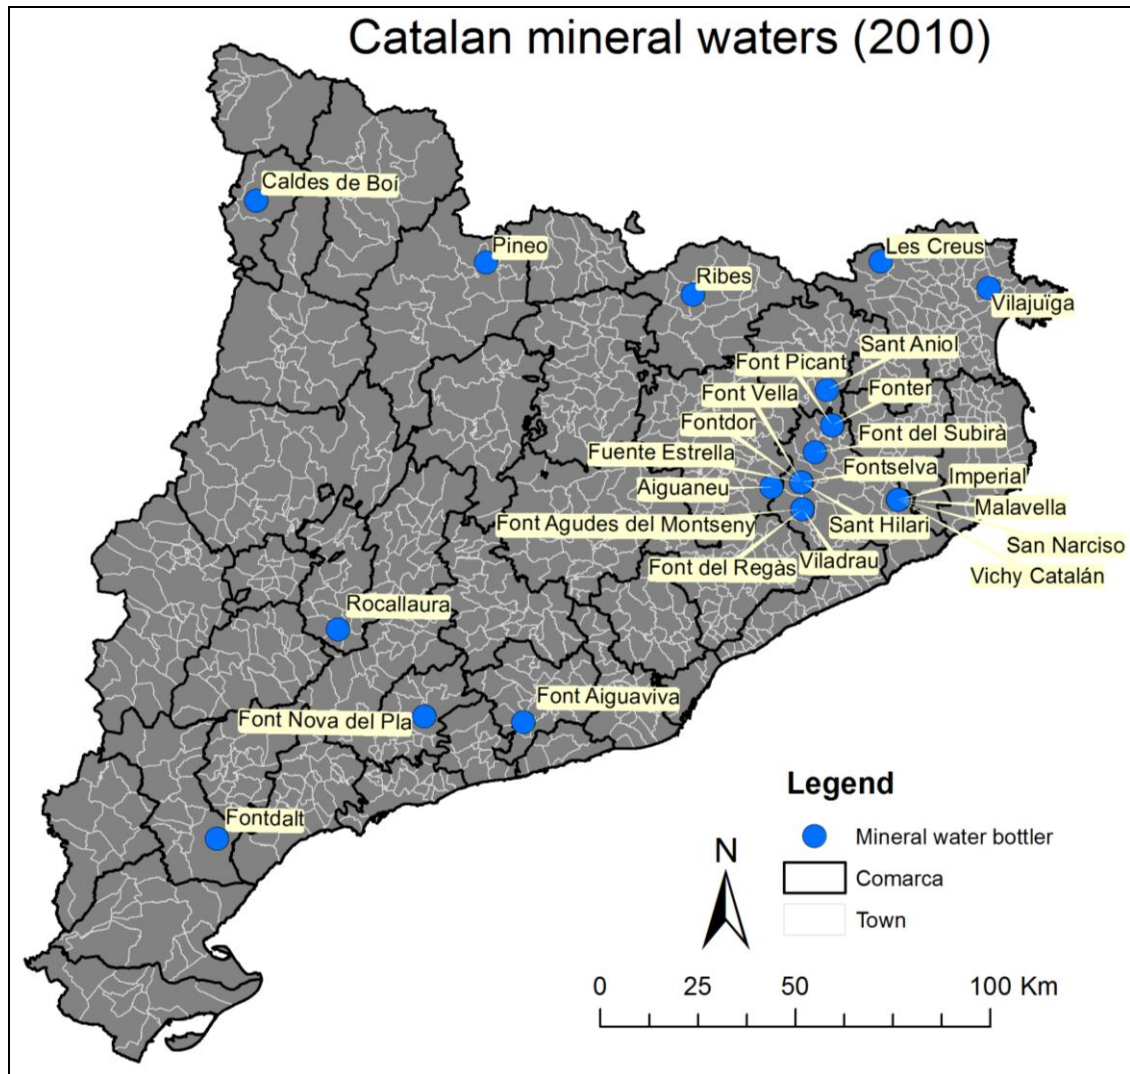 Catalan mineral waters (2010)
Caldes de Boí
Pineo
Ribes
Les Creus
Vilajuïga
Sant Aniol
Font Picant
Font Vella
Fonter
Fontdor
Font del Subirà
Fuente Estrella
Fontselva
Imperial
Aiguaneu
Malavella
Font Agudes del Montseny
Sant Hilari
San Narciso
Font del Regàs
Viladrau
Vichy Catalán
Rocallaura
Font Aiguaviva
Font Nova del Pla
Fontdalt
Legend
Mineral water bottler
Comarca
Town
N
0 25 50 100 Km